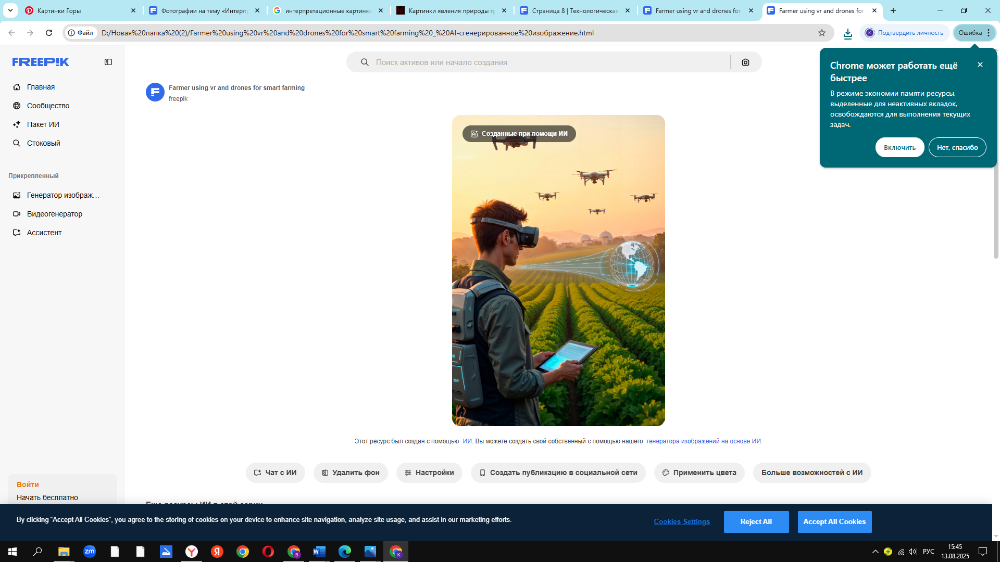 Картинки Горы
Фотографии на тему «Интерп
интерпретационные картинки
Картинки явления природы г
Страница 8 | Технологическая
Farmer using vr and drones for
Farmer using vr and drones for
Файл
D:/Новая%20папка%20(2)/Farmer%20using%20vr%20and%20drones%20for%20smart%20farming%20_%20AI-сгенерированное%20изображение.html
Подтвердить личность
Ошибка
Chrome может работать ещё
быстрее
В режиме экономии памяти ресурсы,
выделенные для неактивных вкладок,
освобождаются для выполнения текущих
задач.
Включить
Нет, спасибо
FREEP!K
Поиск активов или начало создания
Главная
Сообщество
Пакет ИИ
Стоковый
Прикрепленный
Генератор изображ...
Видеогенератор
Ассистент
Войти
Начать бесплатно
Farmer using vr and drones for smart farming
freepik
Созданные при помощи ИИ
Этот ресурс был создан с помощью ИИ. Вы можете создать свой собственный с помощью нашего генератора изображений на основе ИИ.
Чат с ИИ
Удалить фон
Настройки
Создать публикацию в социальной сети
Применить цвета
Больше возможностей с ИИ
Еще ресурсы ИИ в этой серии
By clicking “Accept All Cookies”, you agree to the storing of cookies on your device to enhance site navigation, analyze site usage, and assist in our marketing efforts.
Cookies Settings
Reject All
Accept All Cookies
РУС
15:45
13.08.2025